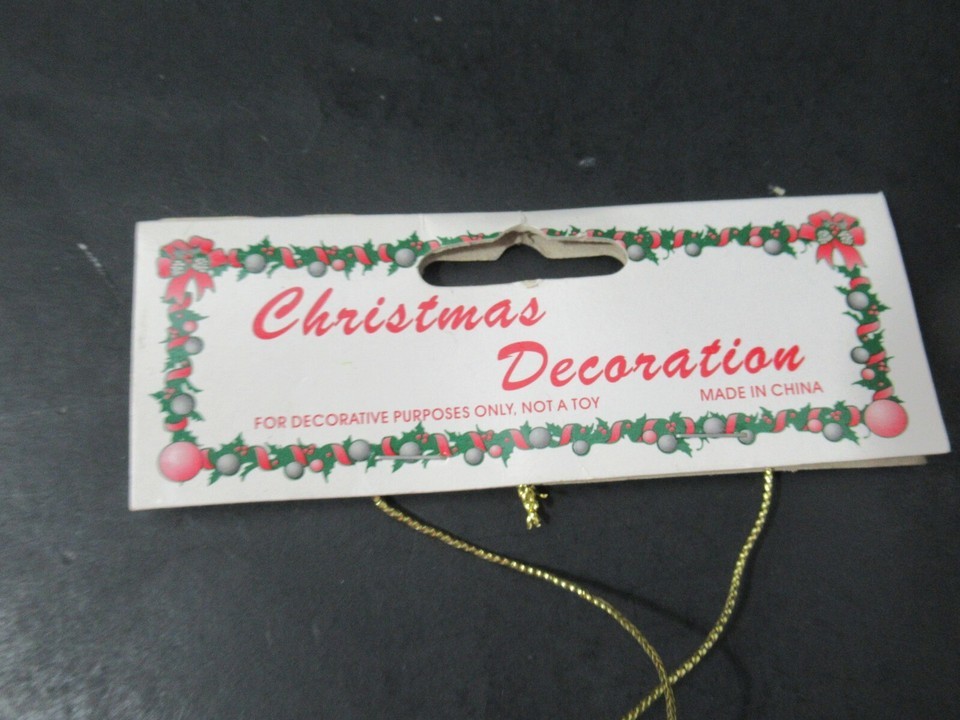 Christmas
Decoration
FOR DECORATIVE PURPOSES ONLY, NOT A TOY
MADE IN CHINA